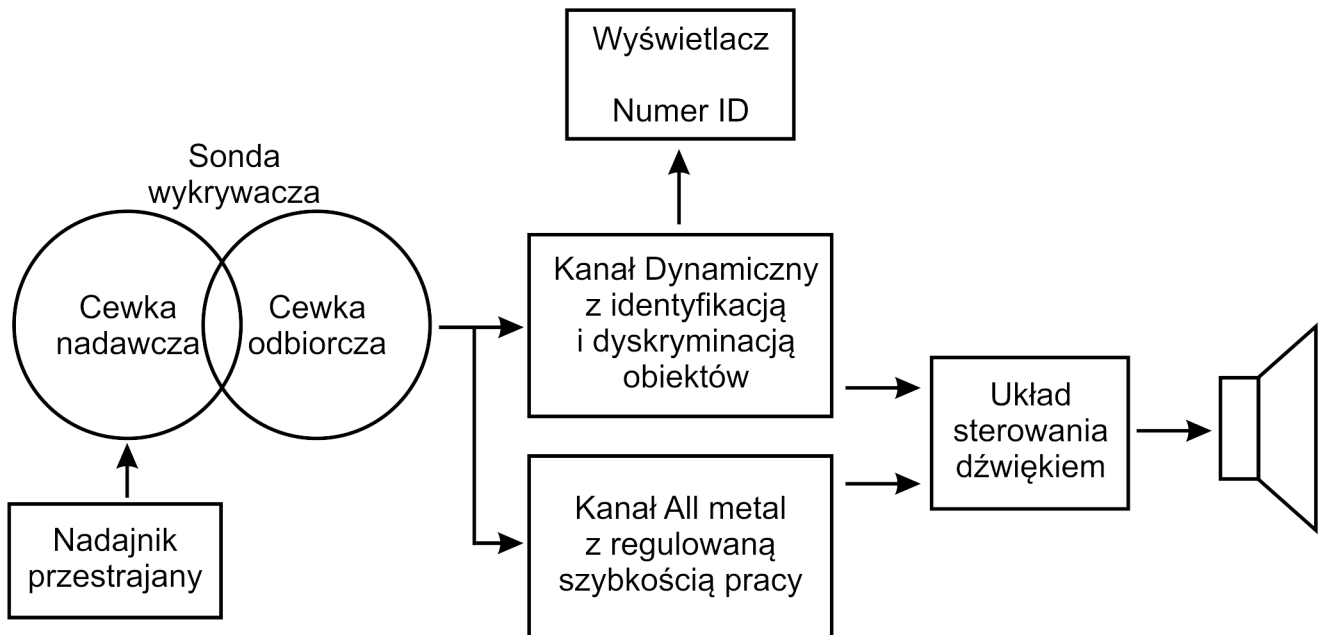 Wyświetlacz
Numer ID
Sonda
wykrywacza
Cewka
nadawcza
Cewka
odbiorcza
Kanał Dynamiczny
z identyfikacją
i dyskryminacją
obiektów
Układ
sterowania
dźwiękiem
Kanał All metal
z regulowaną
szybkością pracy
Nadajnik
przestrajany